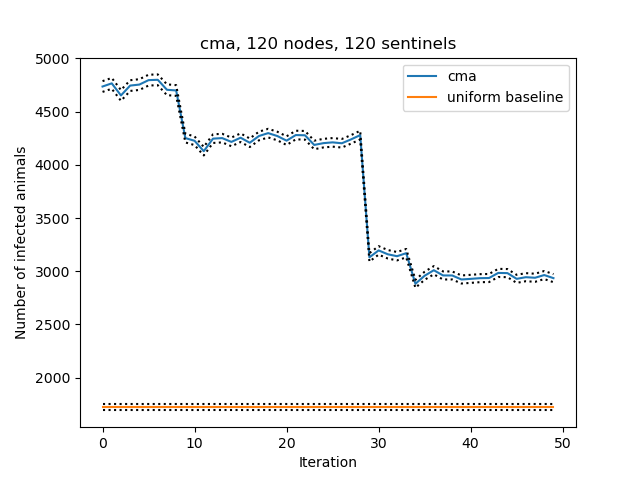 cma, 120 nodes, 120 sentinels
5000
4500
4000
3500
3000
2500
2000
Number of infected animals
cma
uniform baseline
0 10 20 30 40 50
Iteration